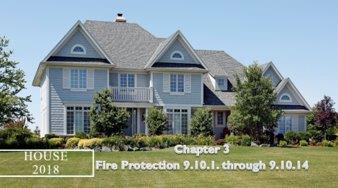 HOUSE
2018
Chapter 3
Fire Protection 9.10.1. through 9.10.14